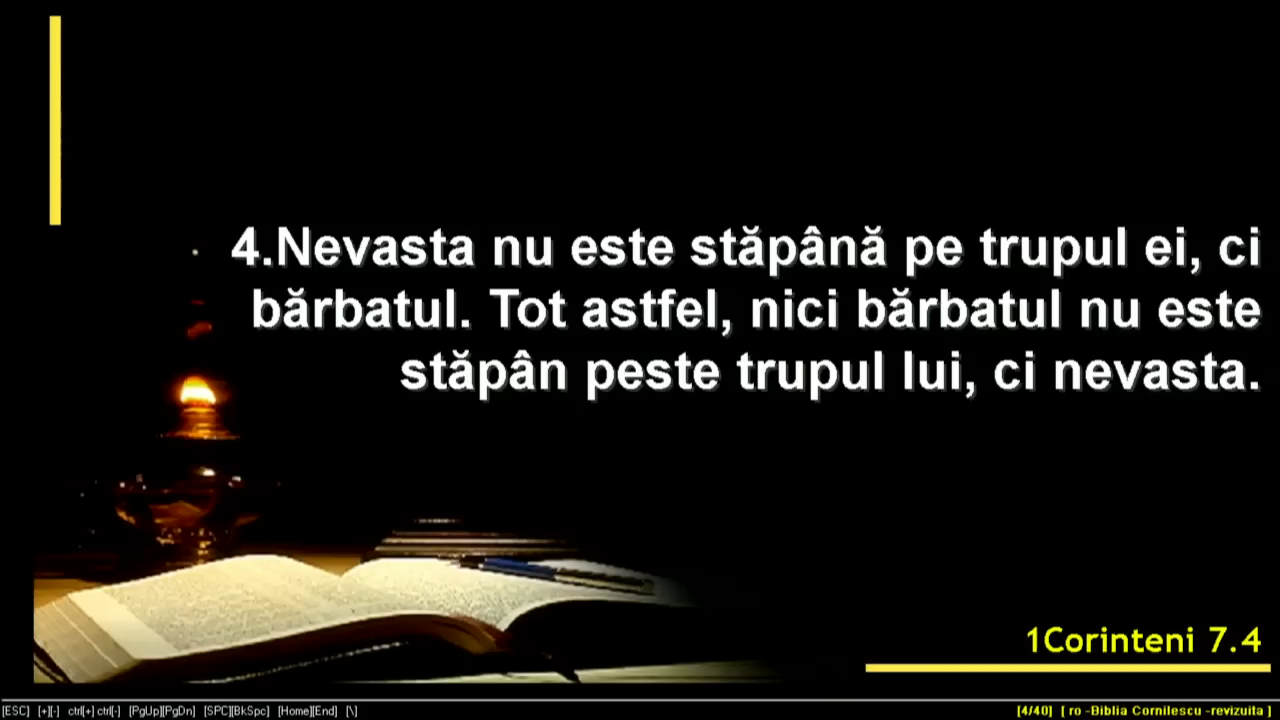 4.Nevasta nu este stăpână pe trupul ei, ci
bărbatul. Tot astfel, nici bărbatul nu este
stăpân peste trupul lui, ci nevasta.
1Corinteni 7.4
[ESC] [+][-] ctrl[+] ctrl[-] [PgUp][PgDn] [SPC][BkSpc] [Home][End] [\] [4/40] [ ro -Biblia Cornilescu -revizuita ]